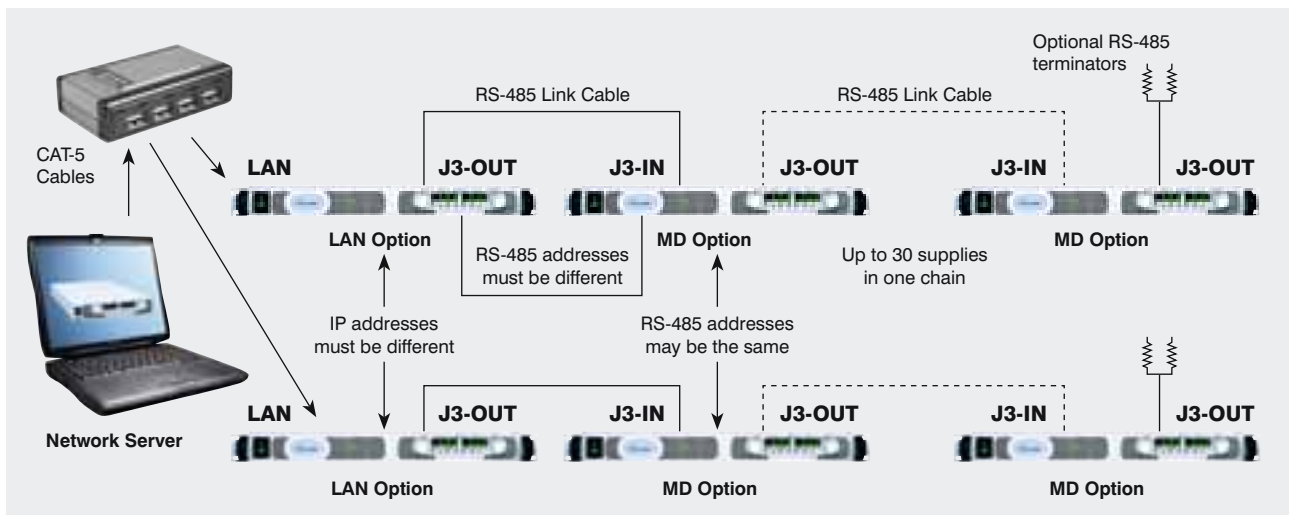 Optional RS-485
terminators
RS-485 Link Cable
RS-485 Link Cable
CAT-5
Cables
LAN
J3-OUT
J3-IN
J3-OUT
J3-IN
J3-OUT
LAN Option
RS-485 addresses
must be different
MD Option
Up to 30 supplies
in one chain
MD Option
IP addresses
must be different
RS-485 addresses
may be the same
Network Server
LAN
J3-OUT
J3-IN
J3-OUT
J3-IN
J3-OUT
LAN Option
MD Option
MD Option